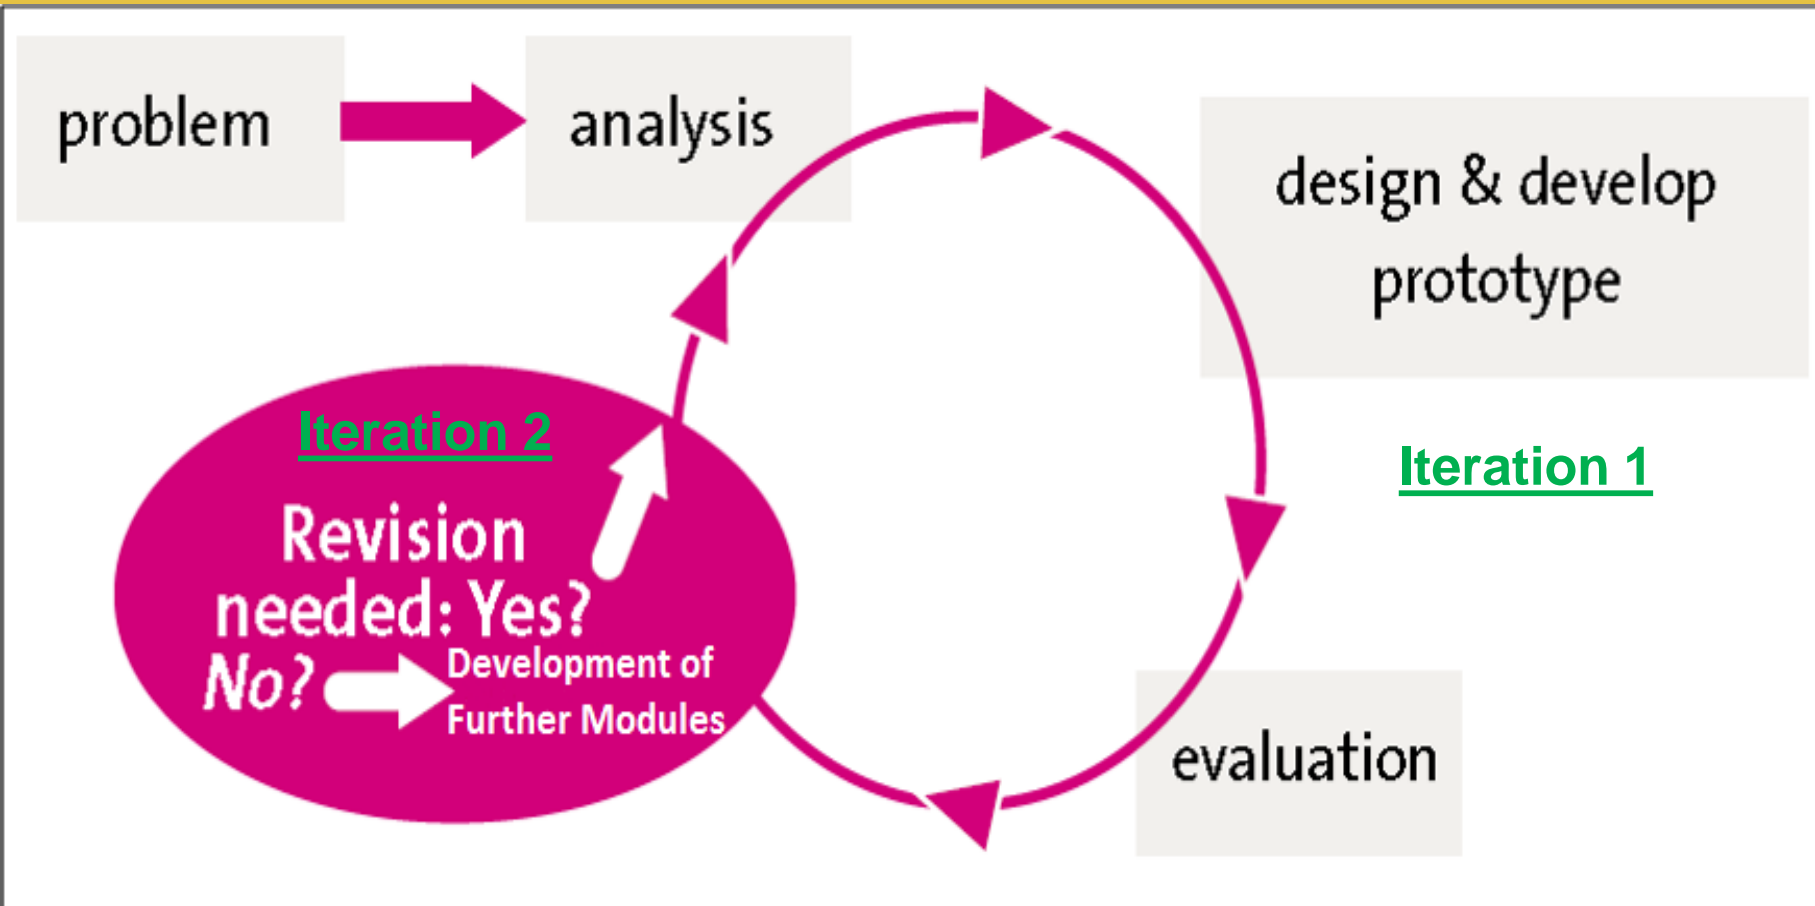 problem
analysis
design & develop
prototype
Iteration 1
evaluation
Iteration 2
Revision
needed: Yes?
No?
Development of
Further Modules